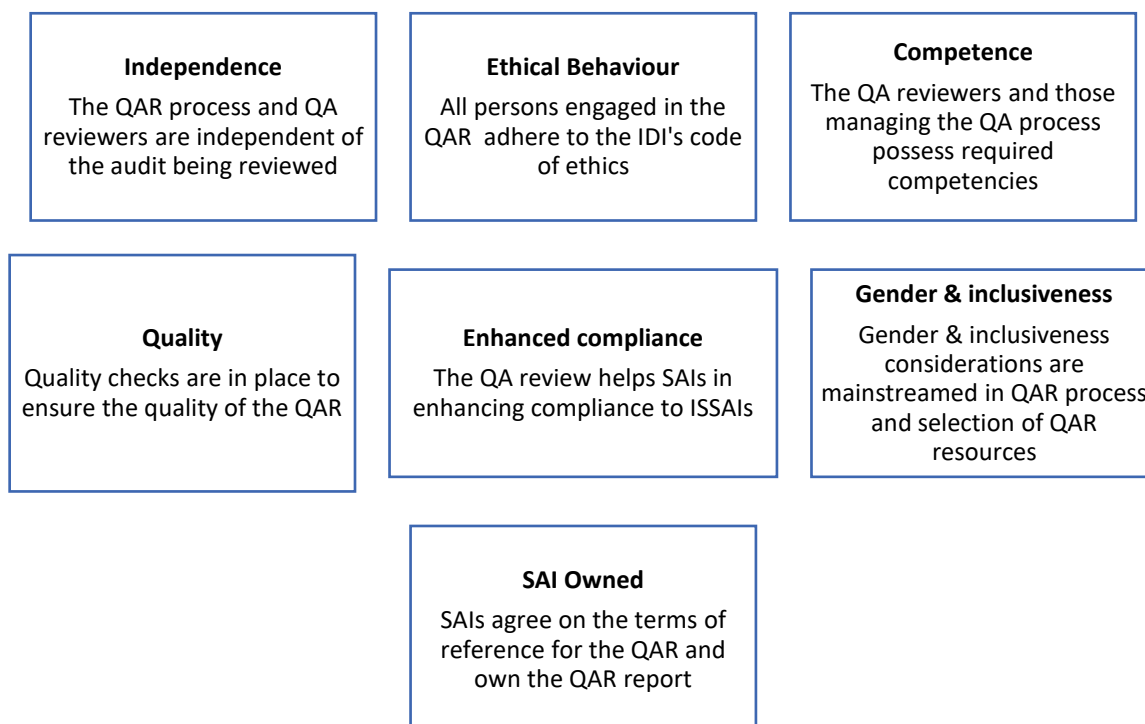 Independence
The QAR process and QA
reviewers are independent of
the audit being reviewed
Ethical Behaviour
All persons engaged in the
QAR adhere to the IDI's code
of ethics
Competence
The QA reviewers and those
managing the QA process
possess required
competencies
Quality
Quality checks are in place to
ensure the quality of the QAR
Enhanced compliance
The QA review helps SAIs in
enhancing compliance to ISSAIs
Gender & inclusiveness
Gender & inclusiveness
considerations are
mainstreamed in QAR process
and selection of QAR
resources
SAI Owned
SAIs agree on the terms of
reference for the QAR and
own the QAR report